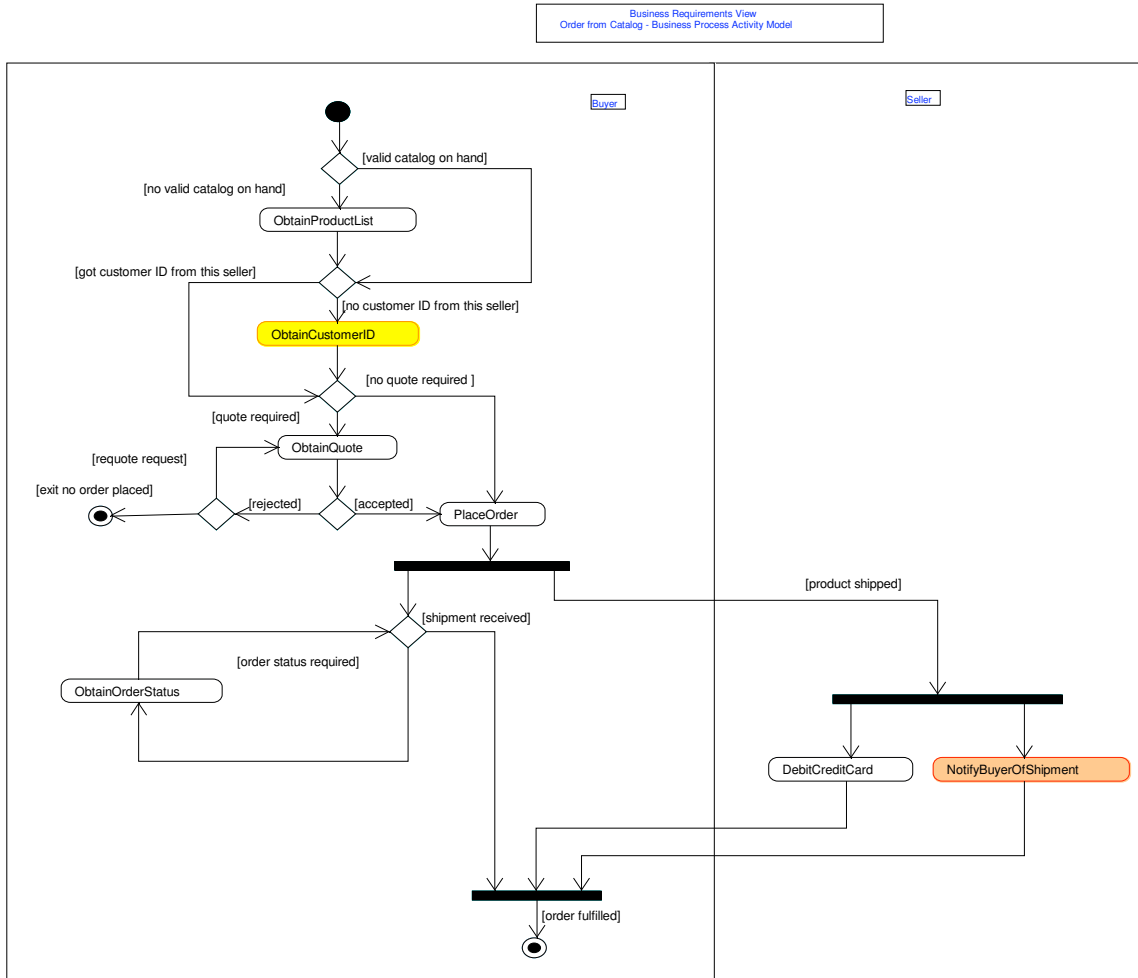 Business Requirements View
Order from Catalog - Business Process Activity Model
Buyer
Seller
[valid catalog on hand]
[no valid catalog on hand]
ObtainProductList
[got customer ID from this seller]
[no customer ID from this seller]
ObtainCustomerID
[no quote required ]
[quote required]
ObtainQuote
[requote request]
[exit no order placed]
[rejected]
[accepted]
PlaceOrder
[product shipped]
[shipment received]
[order status required]
ObtainOrderStatus
DebitCreditCard
NotifyBuyerOfShipment
[order fulfilled]